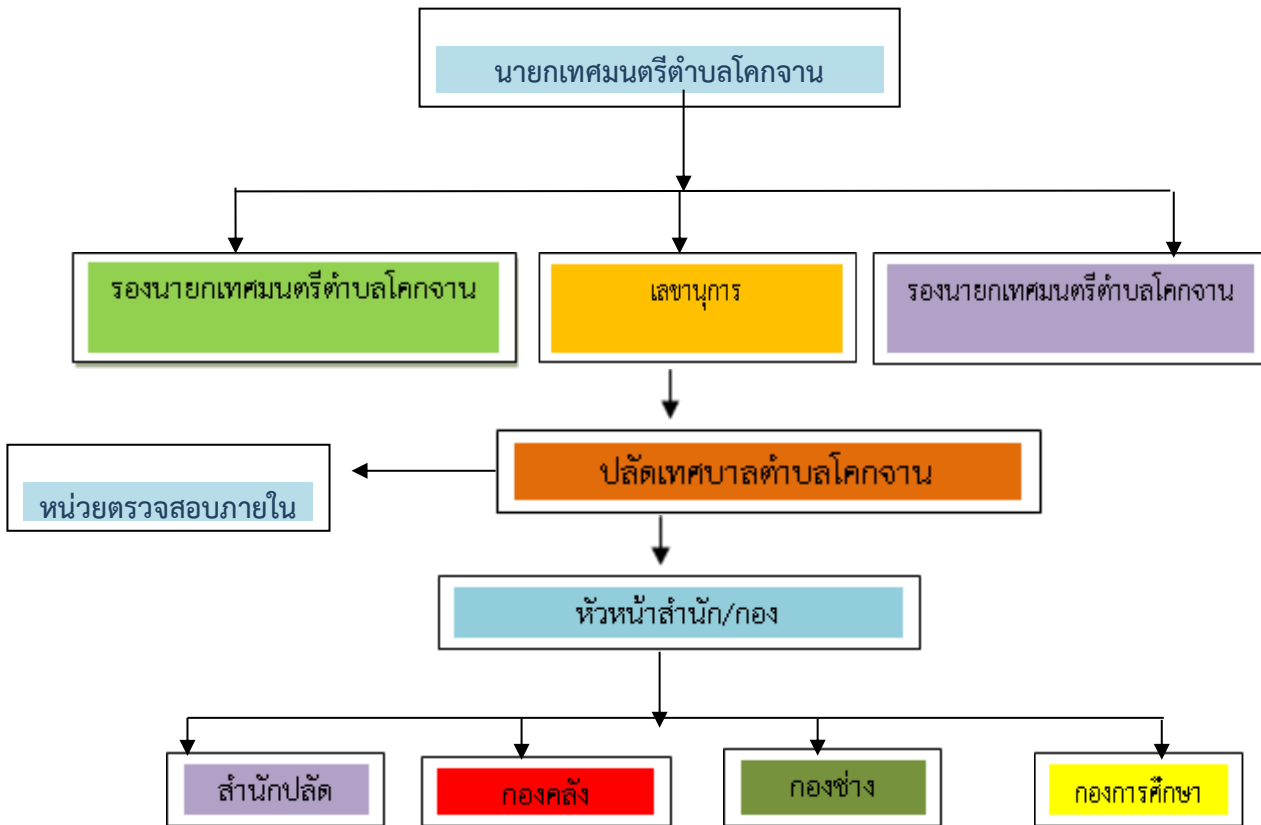 นายกเทศมนตรีตำบลโคกจาน
รองนายกเทศมนตรีตำบลโคกจาน
เลขานุการ
รองนายกเทศมนตรีตำบลโคกจาน
ปลัดเทศบาลตำบลโคกจาน
หน่วยตรวจสอบภายใน
หัวหน้าสำนัก/กอง
สำนักปลัด
กองคลัง
กองช่าง
กองการศึกษา